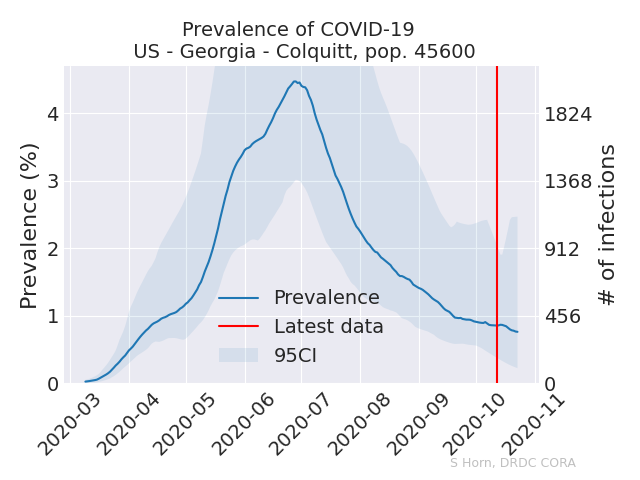 Prevalence of COVID-19
US - Georgia - Colquitt, pop. 45600
Prevalence (%)
4
3
2
1
0
1824
1368
912
456
0
# of infections
Prevalence
Latest data
95CI
2020-03
2020-04
2020-05
2020-06
2020-07
2020-08
2020-09
2020-10
2020-11
S Horn, DRDC CORA